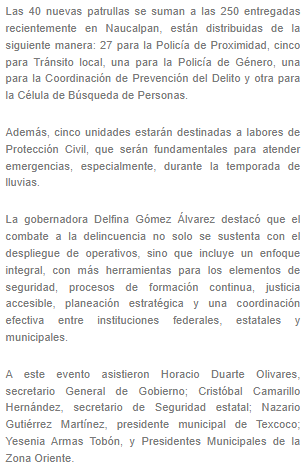 Las 40 nuevas patrullas se suman a las 250 entregadas
recientemente en Naucalpan, están distribuidas de la
siguiente manera: 27 para la Policía de Proximidad, cinco
para Tránsito local, una para la Policía de Género, una
para la Coordinación de Prevención del Delito y otra para
la Célula de Búsqueda de Personas.
Además, cinco unidades estarán destinadas a labores de
Protección Civil, que serán fundamentales para atender
emergencias, especialmente, durante la temporada de
lluvias.
La gobernadora Delfina Gómez Álvarez destacó que el
combate a la delincuencia no solo se sustenta con el
despliegue de operativos, sino que incluye un enfoque
integral, con más herramientas para los elementos de
seguridad, procesos de formación continua, justicia
accesible, planeación estratégica y una coordinación
efectiva entre instituciones federales, estatales y
municipales.
A este evento asistieron Horacio Duarte Olivares,
secretario General de Gobierno; Cristóbal Camarillo
Hernández, secretario de Seguridad estatal; Nazario
Gutiérrez Martínez, presidente municipal de Texcoco;
Yesenia Armas Tobón, y Presidentes Municipales de la
Zona Oriente.